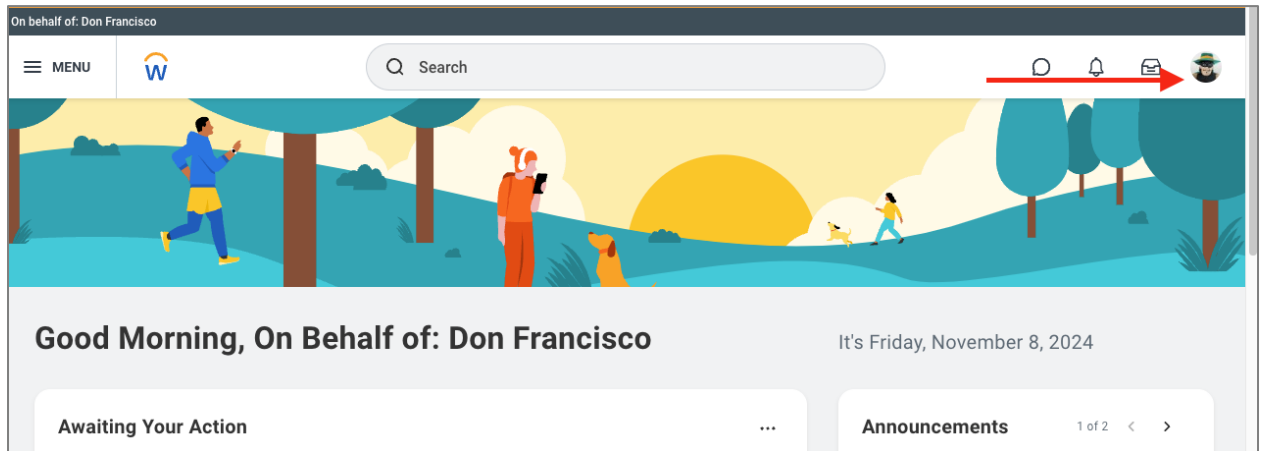 On behalf of: Don Francisco
MENU
W
Search
Good Morning, On Behalf of: Don Francisco
It's Friday, November 8, 2024
Awaiting Your Action
...
Announcements
1 of 2